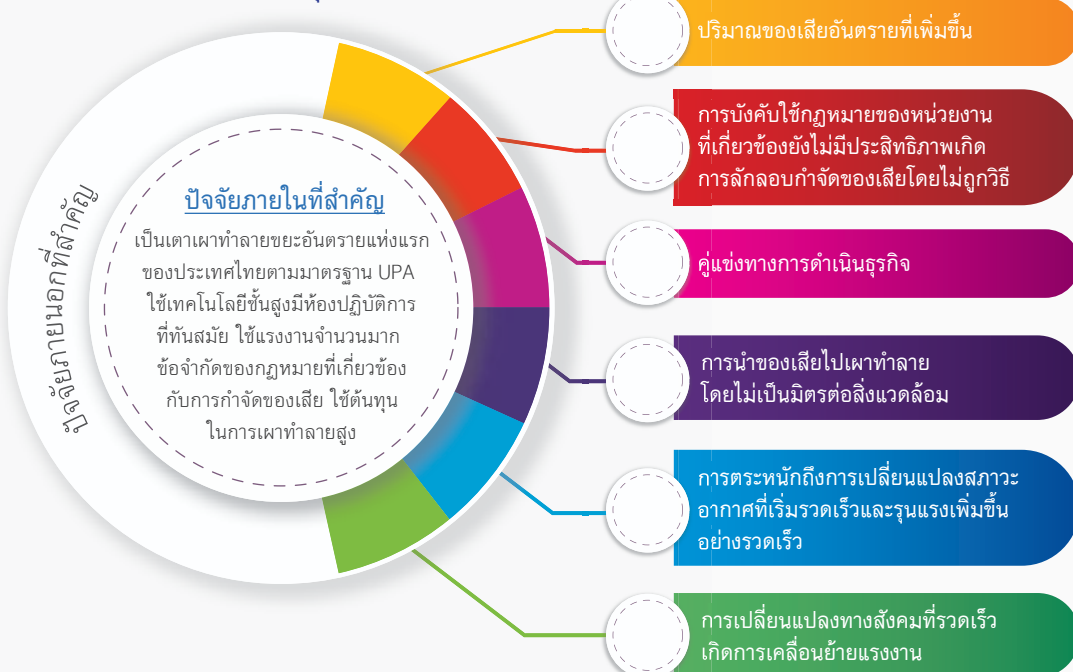 ปัจจัยภายนอกที่สำคัญ
ปัจจัยภายในที่สำคัญ
เป็นเตาเผาทำลายขยะอันตรายแห่งแรก
ของประเทศไทยตามมาตรฐาน UPA
ใช้เทคโนโลยีชั้นสูงมีห้องปฏิบัติการ
ที่ทันสมัย ใช้แรงงานจำนวนมาก
ข้อจำกัดของกฎหมายที่เกี่ยวข้อง
กับการกำจัดของเสีย ใช้ต้นทุน
ในการเผาทำลายสูง
ปริมาณของเสียอันตรายที่เพิ่มขึ้น
การบังคับใช้กฎหมายของหน่วยงาน
ที่เกี่ยวข้องยังไม่มีประสิทธิภาพเกิด
การลักลอบกำจัดของเสียโดยไม่ถูกวิธี
คู่แข่งทางการดำเนินธุรกิจ
การนำของเสียไปเผาทำลาย
โดยไม่เป็นมิตรต่อสิ่งแวดล้อม
การตระหนักถึงการเปลี่ยนแปลงสภาวะ
อากาศที่เริ่มรวดเร็วและรุนแรงเพิ่มขึ้น
อย่างรวดเร็ว
การเปลี่ยนแปลงทางสังคมที่รวดเร็ว
เกิดการเคลื่อนย้ายแรงงาน